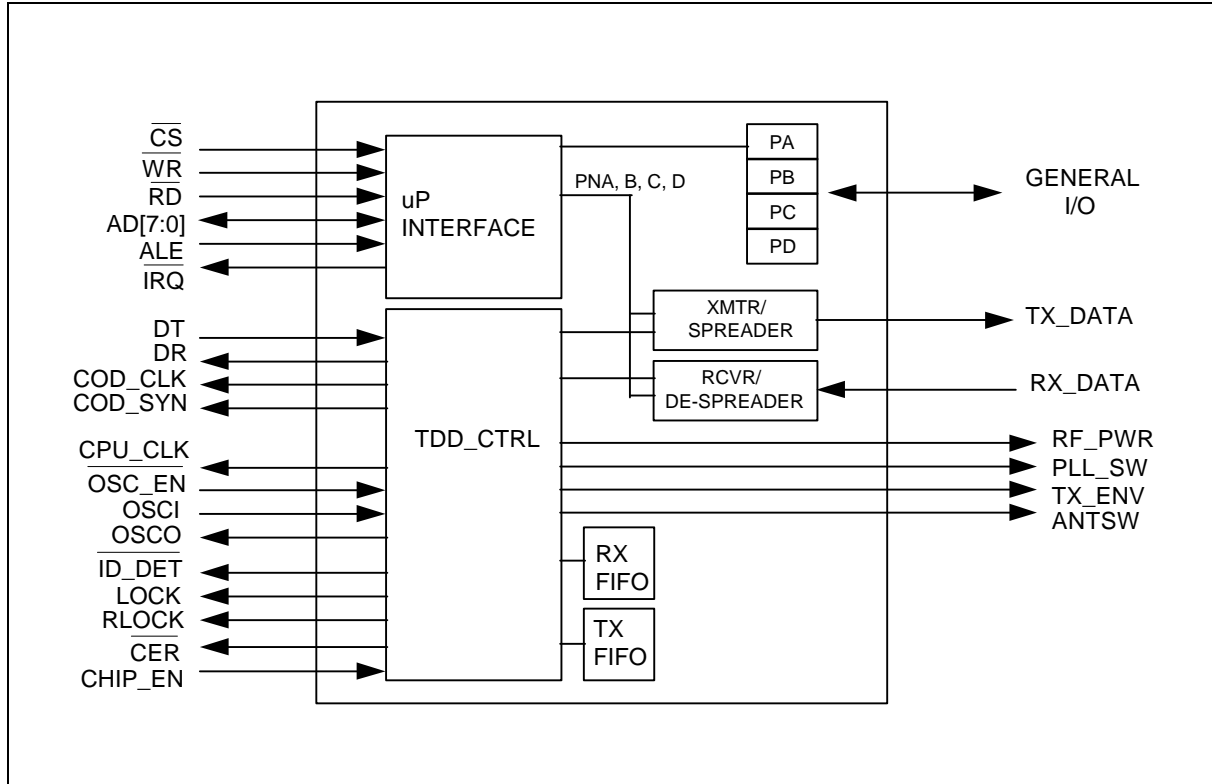 CS
WR
RD
AD[7:0]
ALE
IRQ
DT
DR
COD_CLK
COD_SYN
CPU_CLK
OSC_EN
OSCI
OSCO
ID_DET
LOCK
RLOCK
CER
CHIP_EN
uP
INTERFACE
PNA, B, C, D
TDD_CTRL
PA
PB
PC
PD
XMTR/
SPREADER
RCVR/
DE-SPREADER
RX
FIFO
TX
FIFO
GENERAL
I/O
TX_DATA
RX_DATA
RF_PWR
PLL_SW
TX_ENV
ANTSW